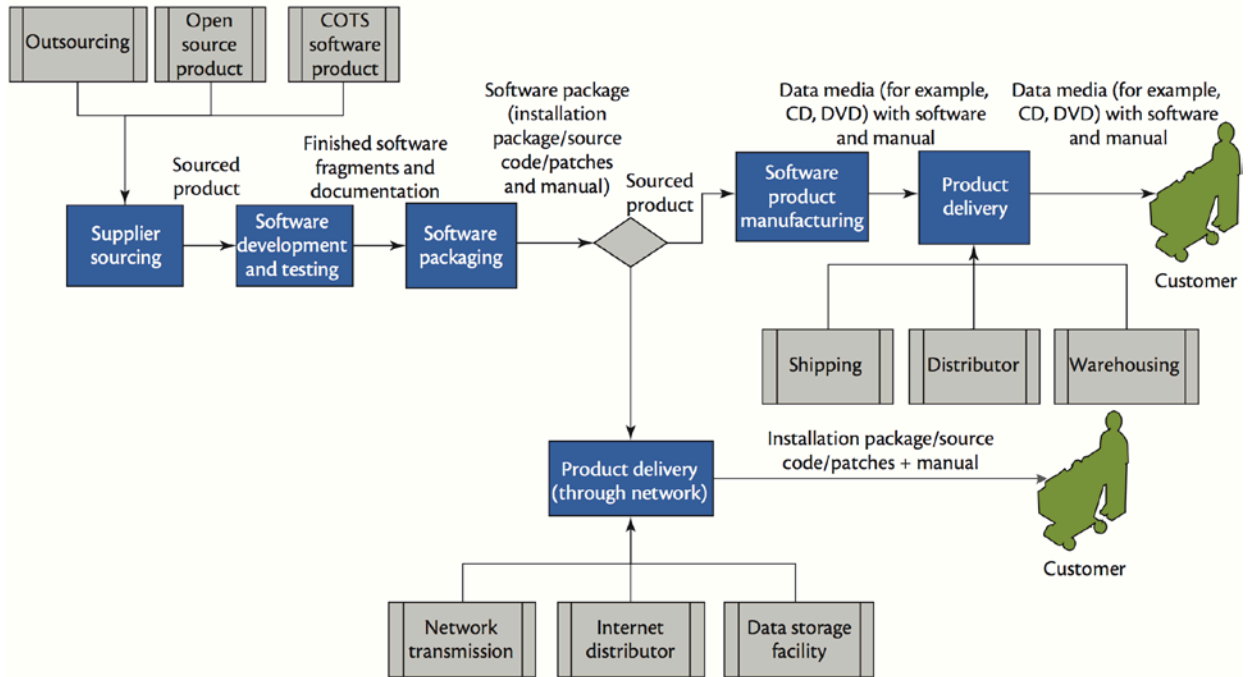 Outsourcing
Open
source
product
COTS
software
product
Software package
(installation
package/source
code/patches
and manual)
Data media (for example,
CD, DVD) with software
and manual
Data media (for example,
CD, DVD) with software
and manual
Sourced
product
Finished software
fragments and
documentation
Sourced
product
Supplier
sourcing
Software
development
and testing
Software
packaging
Software
product
manufacturing
Product
delivery
Customer
Shipping
Distributor
Warehousing
Product delivery
(through network)
Installation package/source
code/patches + manual
Customer
Network
transmission
Internet
distributor
Data storage
facility